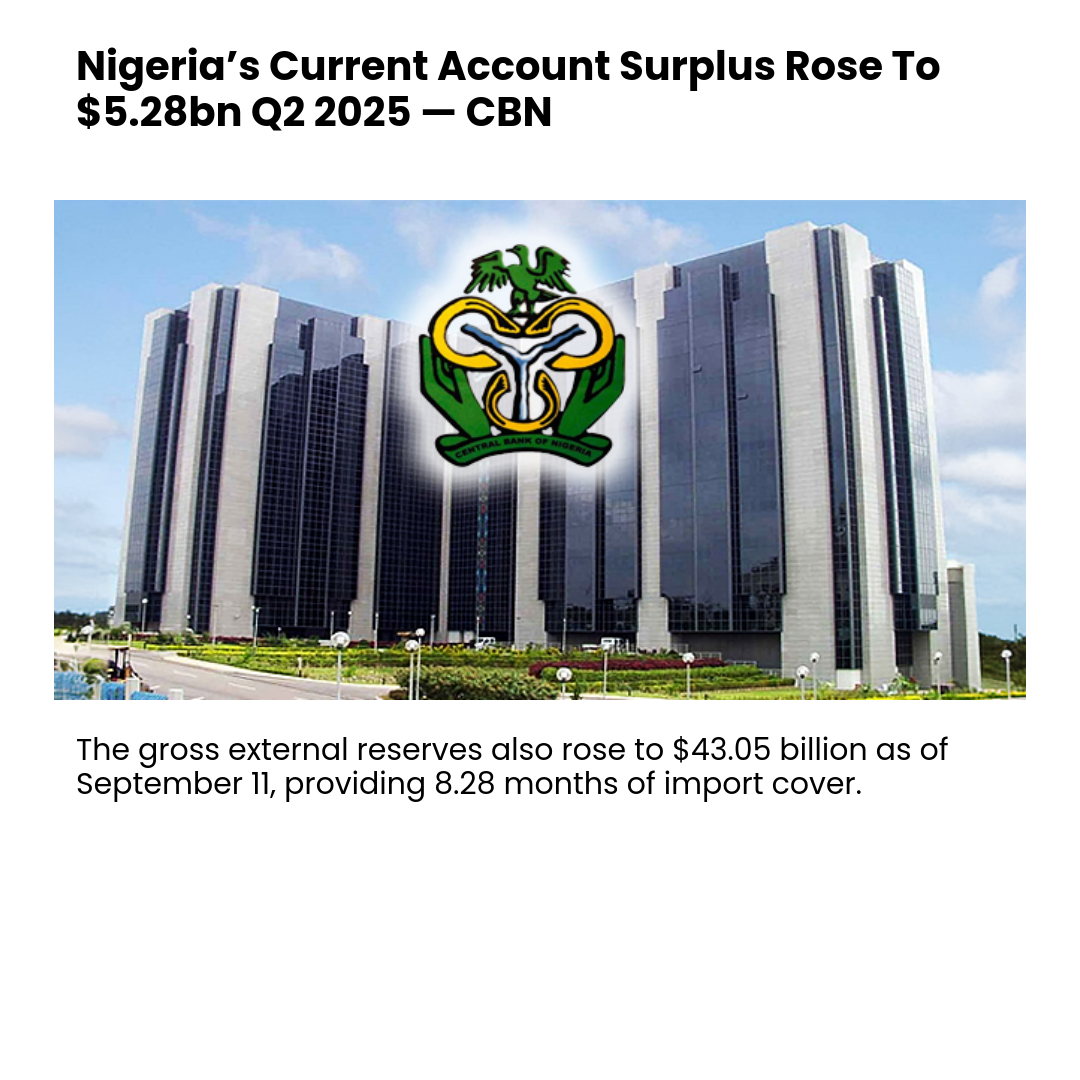 Nigeria’s Current Account Surplus Rose To
$5.28bn Q2 2025 — CBN
CENTRAL BANK OF NIGERIA
The gross external reserves also rose to $43.05 billion as of
September 11, providing 8.28 months of import cover.